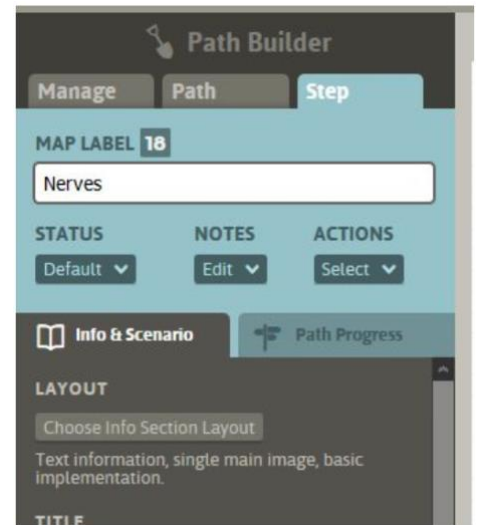 Path Builder
Manage Path Step
MAP LABEL 18
Nerves
STATUS NOTES ACTIONS
Default Edit Select
Info & Scenario Path Progress
LAYOUT
Choose Info Section Layout
Text information, single main image, basic
implementation.
TITLE